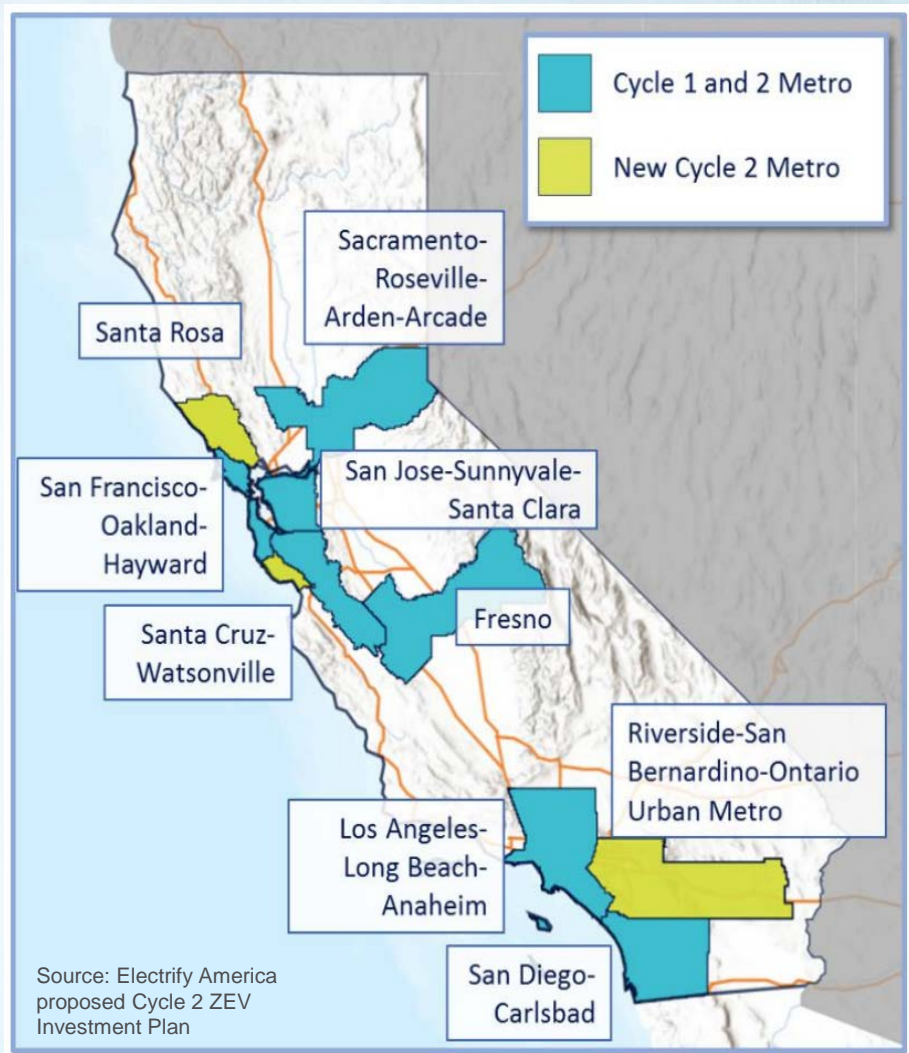 Cycle 1 and 2 Metro
New Cycle 2 Metro
Sacramento-
Roseville-
Arden-Arcade
Santa Rosa
San Francisco-
Oakland-
Hayward
San Jose-Sunnyvale-
Santa Clara
Santa Cruz-
Watsonville
Fresno
Riverside-San
Bernardino-Ontario
Urban Metro
Los Angeles-
Long Beach-
Anaheim
San Diego-
Carlsbad
Source: Electrify America
proposed Cycle 2 ZEV
Investment Plan